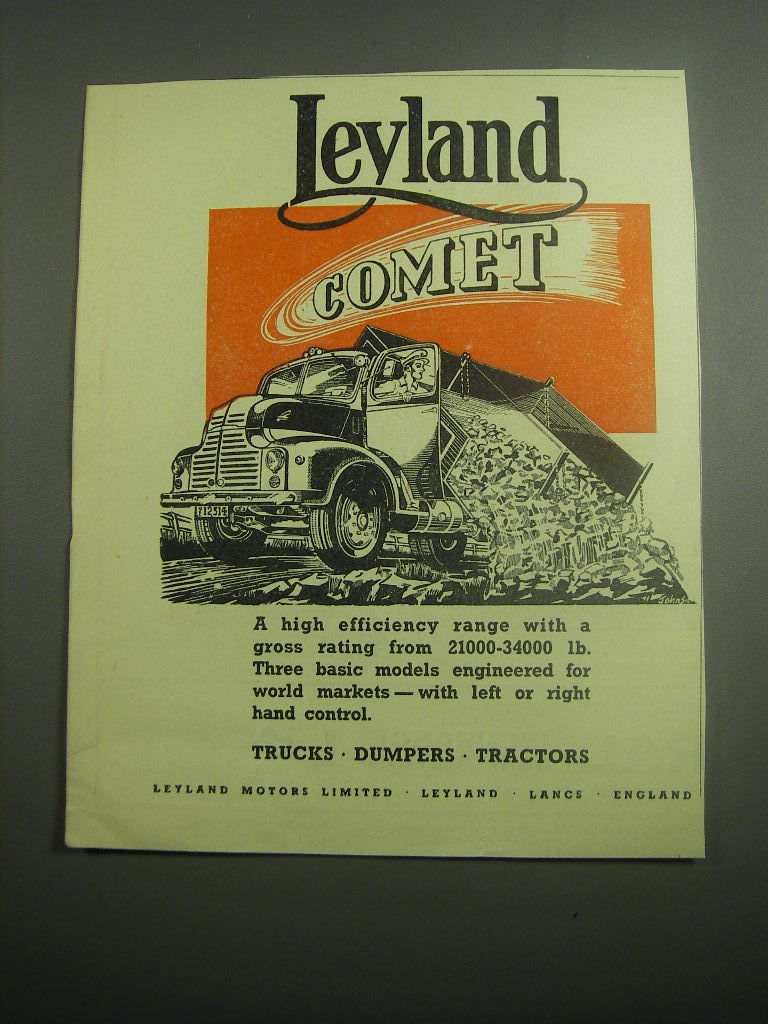 Leyland
COMET
A high efficiency range with a
gross rating from 21000-34000 lb.
Three basic models engineered for
world markets — with left or right
hand control.
TRUCKS · DUMPERS · TRACTORS
LEYLAND MOTORS LIMITED · LEYLAND · LANCS · ENGLAND